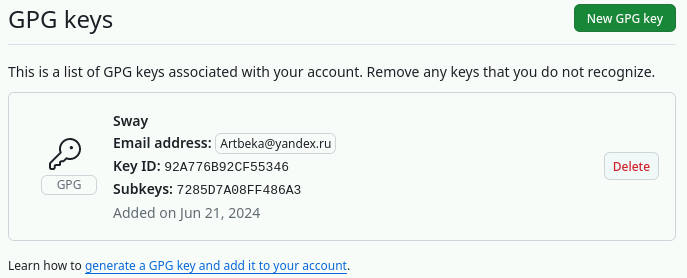 GPG keys
New GPG key
This is a list of GPG keys associated with your account. Remove any keys that you do not recognize.
Sway
Email address: Artbeka@yandex.ru
Key ID: 92A776B92CF55346
Subkeys: 7285D7A08FF486A3
Added on Jun 21, 2024
GPG
Delete
Learn how to generate a GPG key and add it to your account.